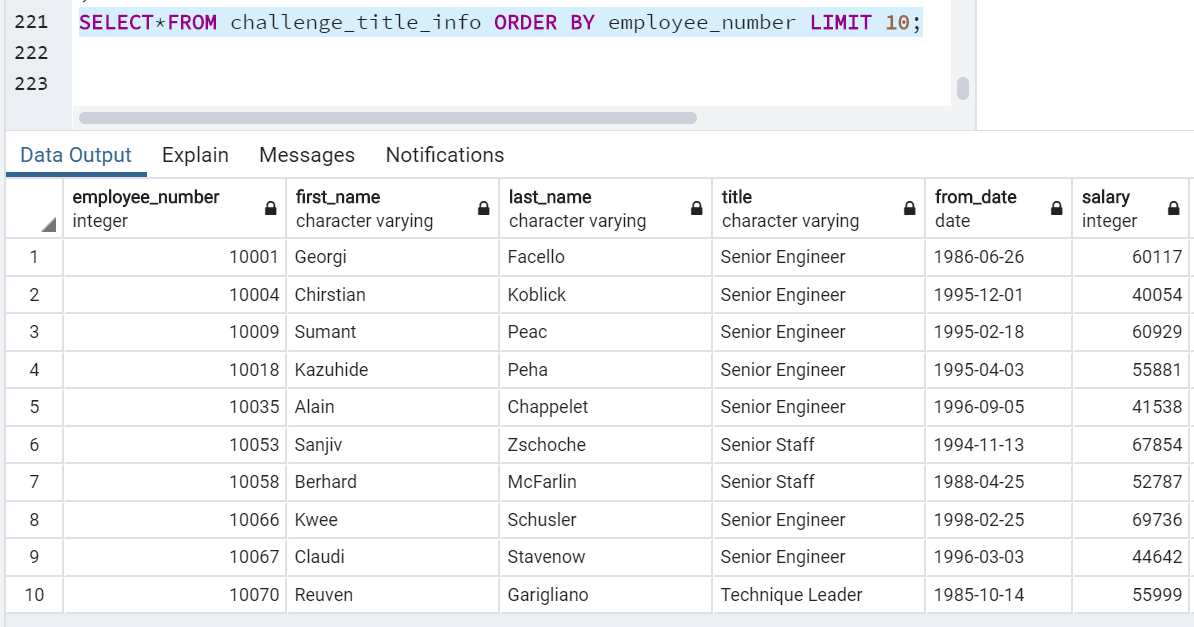 221 SELECT*FROM challenge_title_info ORDER BY employee_number LIMIT 10;
222
223
Data Output Explain Messages Notifications
employee_number first_name last_name title from_date salary
integer character varying character varying character varying date integer
1 10001 Georgi Facello Senior Engineer 1986-06-26 60117
2 10004 Chirstian Koblick Senior Engineer 1995-12-01 40054
3 10009 Sumant Peac Senior Engineer 1995-02-18 60929
4 10018 Kazuhide Peha Senior Engineer 1995-04-03 55881
5 10035 Alain Chappelet Senior Engineer 1996-09-05 41538
6 10053 Sanjiv Zschoche Senior Staff 1994-11-13 67854
7 10058 Berhard McFarlin Senior Staff 1988-04-25 52787
8 10066 Kwee Schusler Senior Engineer 1998-02-25 69736
9 10067 Claudi Stavenow Senior Engineer 1996-03-03 44642
10 10070 Reuven Garigliano Technique Leader 1985-10-14 55999